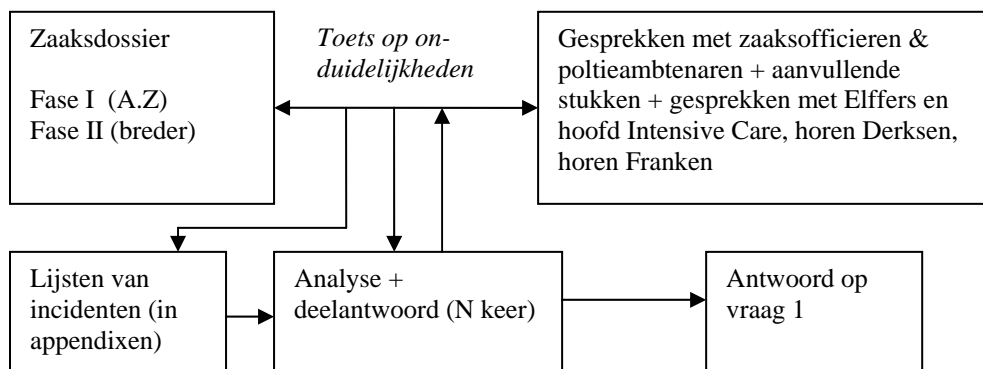 Zaaksdossier
Fase I (A.Z)
Fase II (breder)
Toets op on-
duidelijkheden
Gesprekken met zaaksofficieren &
poltieambtenaren + aanvullende
stukken + gesprekken met Elffers en
hoofd Intensive Care, horen Derksen,
horen Franken
Lijsten van
incidenten (in
appendixen)
Analyse +
deelantwoord (N keer)
Antwoord op
vraag 1